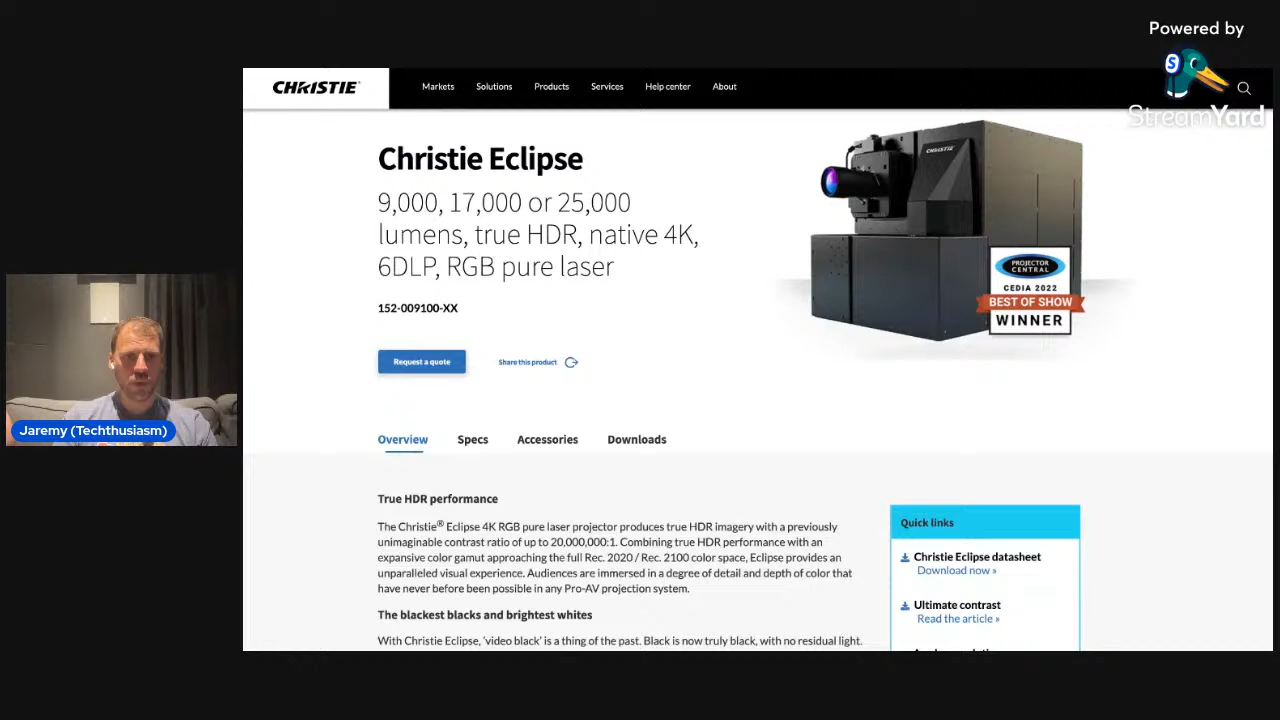 Powered by
S
StreamYard
CHRISTIE
Markets Solutions Products Services Help center About
Christie Eclipse
9,000, 17,000 or 25,000
lumens, true HDR, native 4K,
6DLP, RGB pure laser
152-009100-XX
CHRISTIE
PROJECTOR
CENTRAL
CEDIA 2022
BEST OF SHOW
WINNER
Request a quote Share this product
Jaremy (Techthusiasm)
Overview Specs Accessories Downloads
True HDR performance
The Christie® Eclipse 4K RGB pure laser projector produces true HDR imagery with a previously
unimaginable contrast ratio of up to 20,000,000:1. Combining true HDR performance with an
expansive color gamut approaching the full Rec. 2020 / Rec. 2100 color space, Eclipse provides an
unparalleled visual experience. Audiences are immersed in a degree of detail and depth of color that
have never before been possible in any Pro-AV projection system.
The blackest blacks and brightest whites
With Christie Eclipse, 'video black' is a thing of the past. Black is now truly black, with no residual light.
Quick links
Christie Eclipse datasheet
Download now »
Ultimate contrast
Read the article »